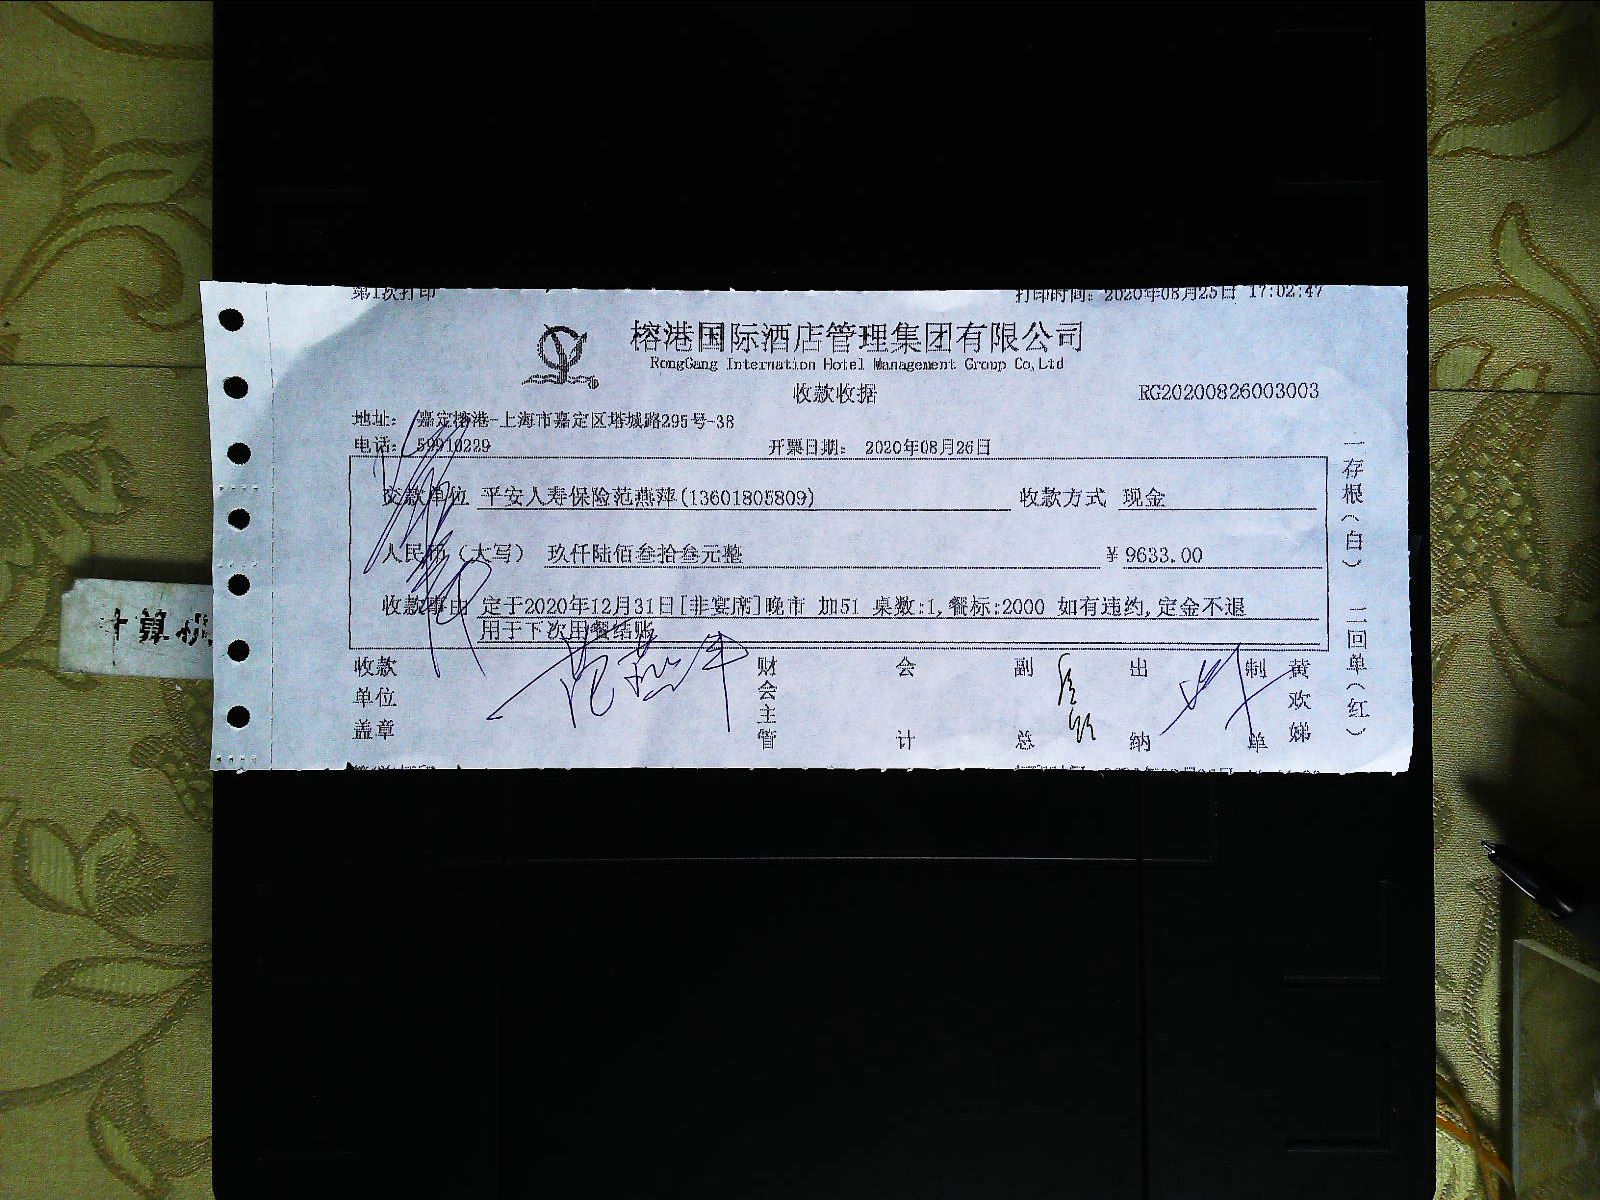 第1次打印 打印时间: 2020年08月25日 17:02:47
榕港国际酒店管理集团有限公司
RongGang Internation Hotel Management Group Co,Ltd
收款收据 RG20200826003003
地址: 嘉定榕港-上海市嘉定区塔城路295号-38
电话: 59910229 开票日期: 2020年08月26日
交款单位 平安人寿保险范燕萍(13601805809) 收款方式 现金
人民币（大写） 玖仟陆佰叁拾叁元整 ¥9633.00
收款事由 定于2020年12月31日[非宴席]晚市 加51 桌数:1,餐标:2000 如有违约,定金不退
用于下次用餐结账
收款单位盖章 范燕萍 财会主管 会计 副总 出纳 制单 黄欢娣
一存根(白) 二回单(红)
计算机